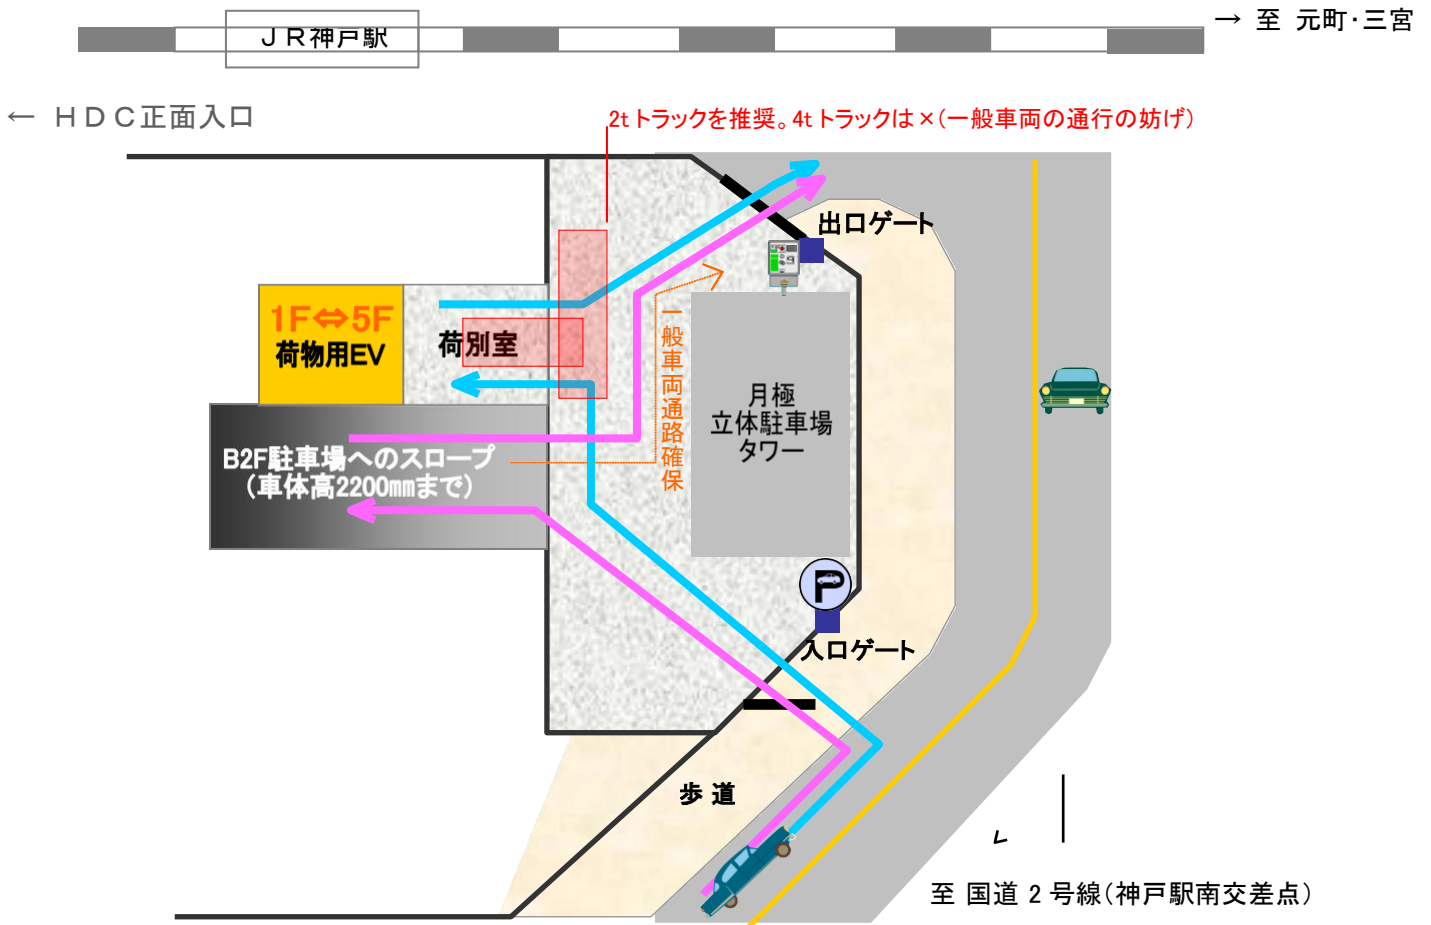 → 至 元町・三宮
ＪＲ神戸駅
← ＨＤＣ正面入口
2tトラックを推奨。4tトラックは×（一般車両の通行の妨げ）
出口ゲート
1F⇔5F
荷物用EV
荷別室
一般車両通路確保
月極
立体駐車場
タワー
B2F駐車場へのスロープ
（車体高2200mmまで）
P
入口ゲート
歩道
至 国道２号線（神戸駅南交差点）